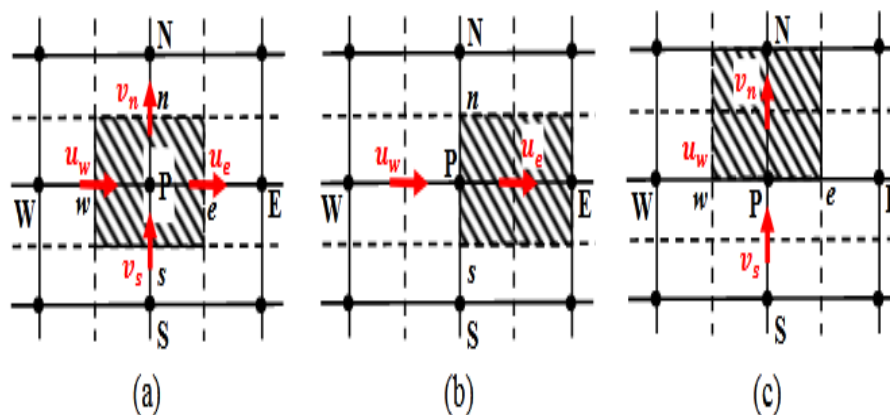 N
v_n n
u_w u_e
W w P e E
v_s s
S
(a)
N
n
u_w P u_e
E
s
S
(b)
N
v_n
u_w
W w P e
v_s
S
(c)